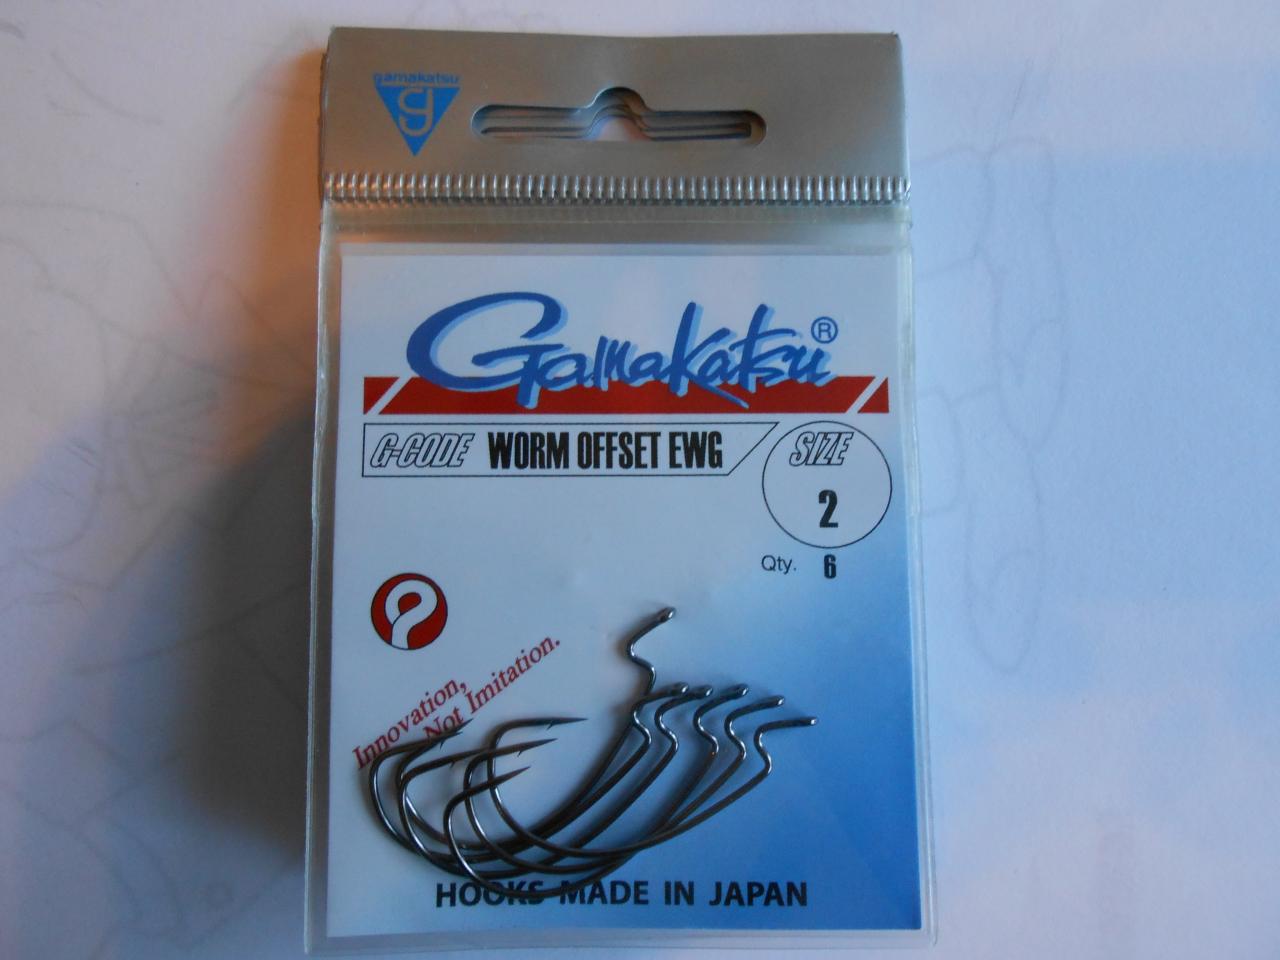 gamakatsu
g
Gamakatsu®
G-CODE WORM OFFSET EWG
SIZE
2
Qty. 6
Innovation,
Not Imitation.
HOOKS MADE IN JAPAN